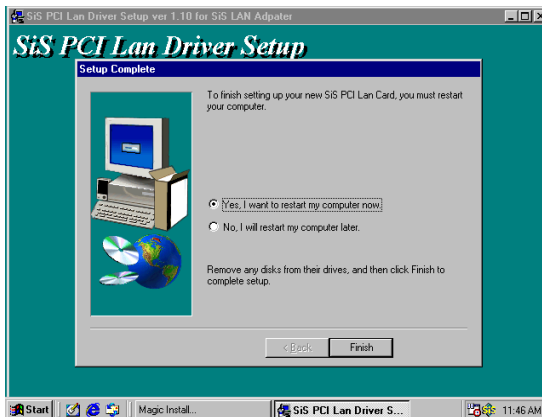 SiS PCI Lan Driver Setup ver 1.10 for SiS LAN Adpater
SiS PCI Lan Driver Setup
Setup Complete
To finish setting up your new SiS PCI Lan Card, you must restart
your computer.
Yes, I want to restart my computer now.
No, I will restart my computer later.
Remove any disks from their drives, and then click Finish to
complete setup.
< Back
Finish
Start
Magic Install...
SiS PCI Lan Driver S...
11:46 AM